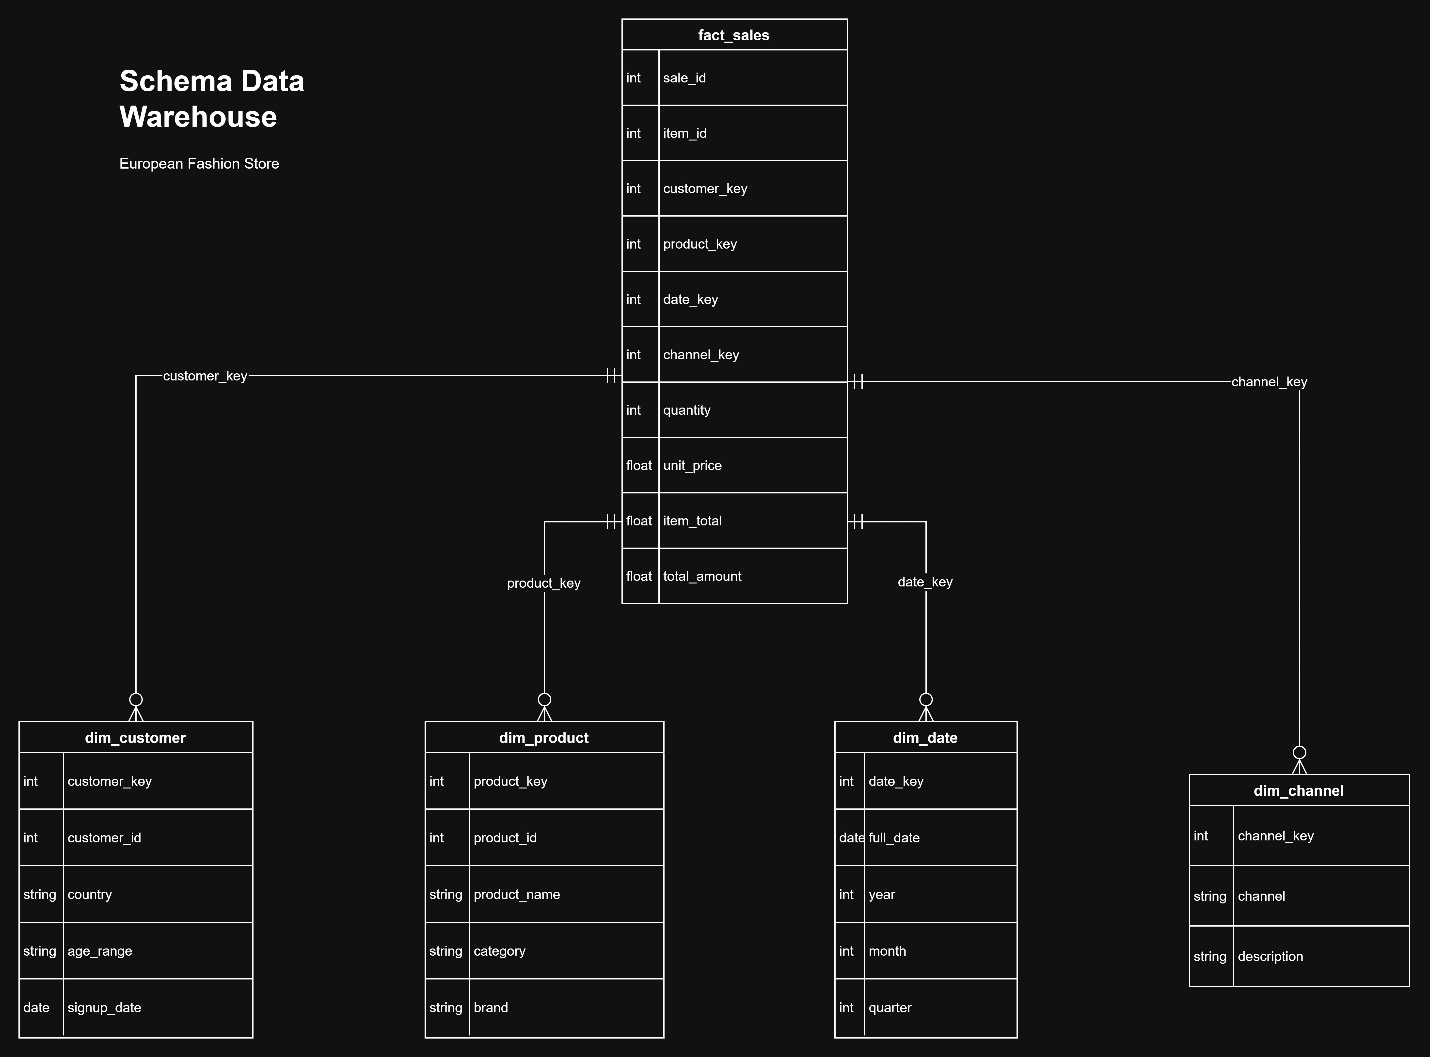 Schema Data
Warehouse
European Fashion Store
fact_sales
int sale_id
int item_id
int customer_key
int product_key
int date_key
int channel_key
int quantity
float unit_price
float item_total
float total_amount
customer_key
channel_key
product_key
date_key
dim_customer
int customer_key
int customer_id
string country
string age_range
date signup_date
dim_product
int product_key
int product_id
string product_name
string category
string brand
dim_date
int date_key
date full_date
int year
int month
int quarter
dim_channel
int channel_key
string channel
string description